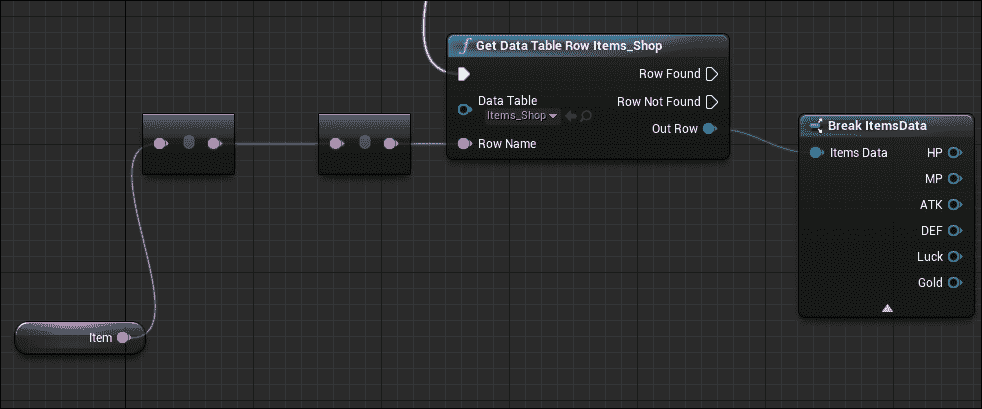 Get Data Table Row Items_Shop
Row Found
Data Table
Items_Shop
Row Not Found
Out Row
Row Name
Break ItemsData
Items Data
HP
MP
ATK
DEF
Luck
Gold
Item